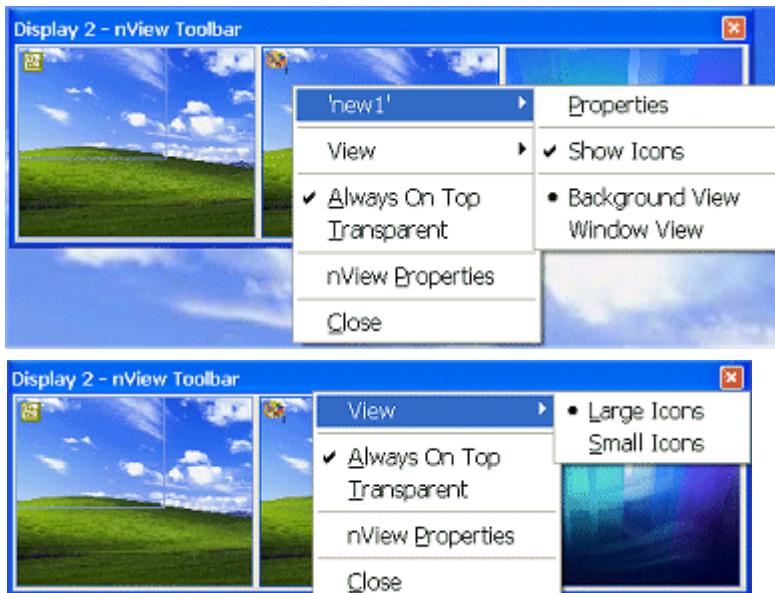 Display 2 - nView Toolbar
'new1'
View
Always On Top
Transparent
nView Properties
Close
Properties
Show Icons
Background View
Window View
Display 2 - nView Toolbar
View
Always On Top
Transparent
nView Properties
Close
Large Icons
Small Icons